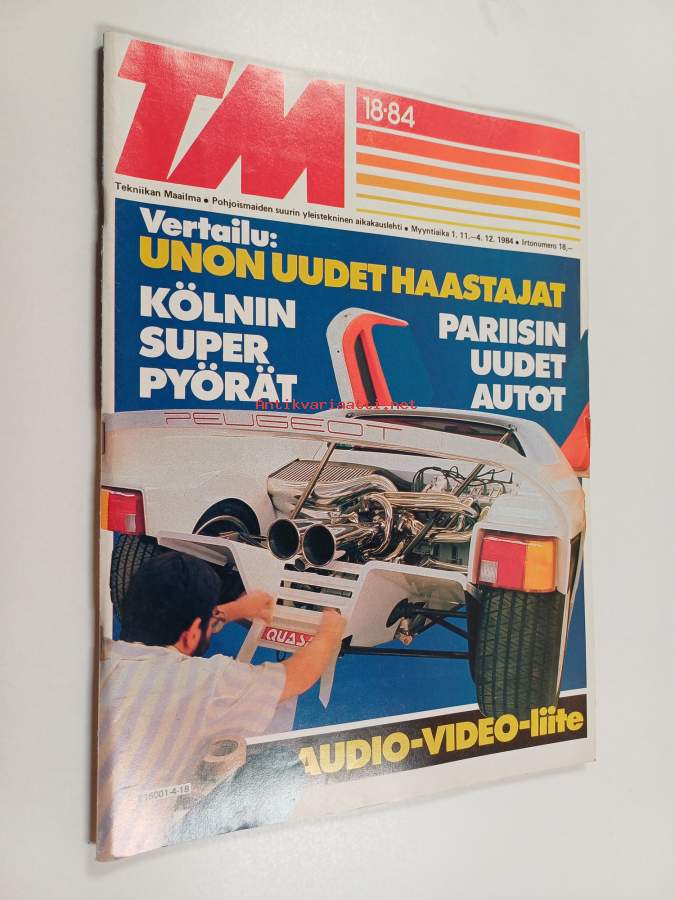 TM
18·84
Tekniikan Maailma • Pohjoismaiden suurin yleistekninen aikakauslehti • Myyntiaika 1. 11.–4. 12. 1984 • Irtonumero 18,–
Vertailu:
UNON UUDET HAASTAJAT
KÖLNIN
SUPER
PYÖRÄT
PARIISIN
UUDET
AUTOT
Antikvariaatti.net
PEUGEOT
AUDIO-VIDEO-liite